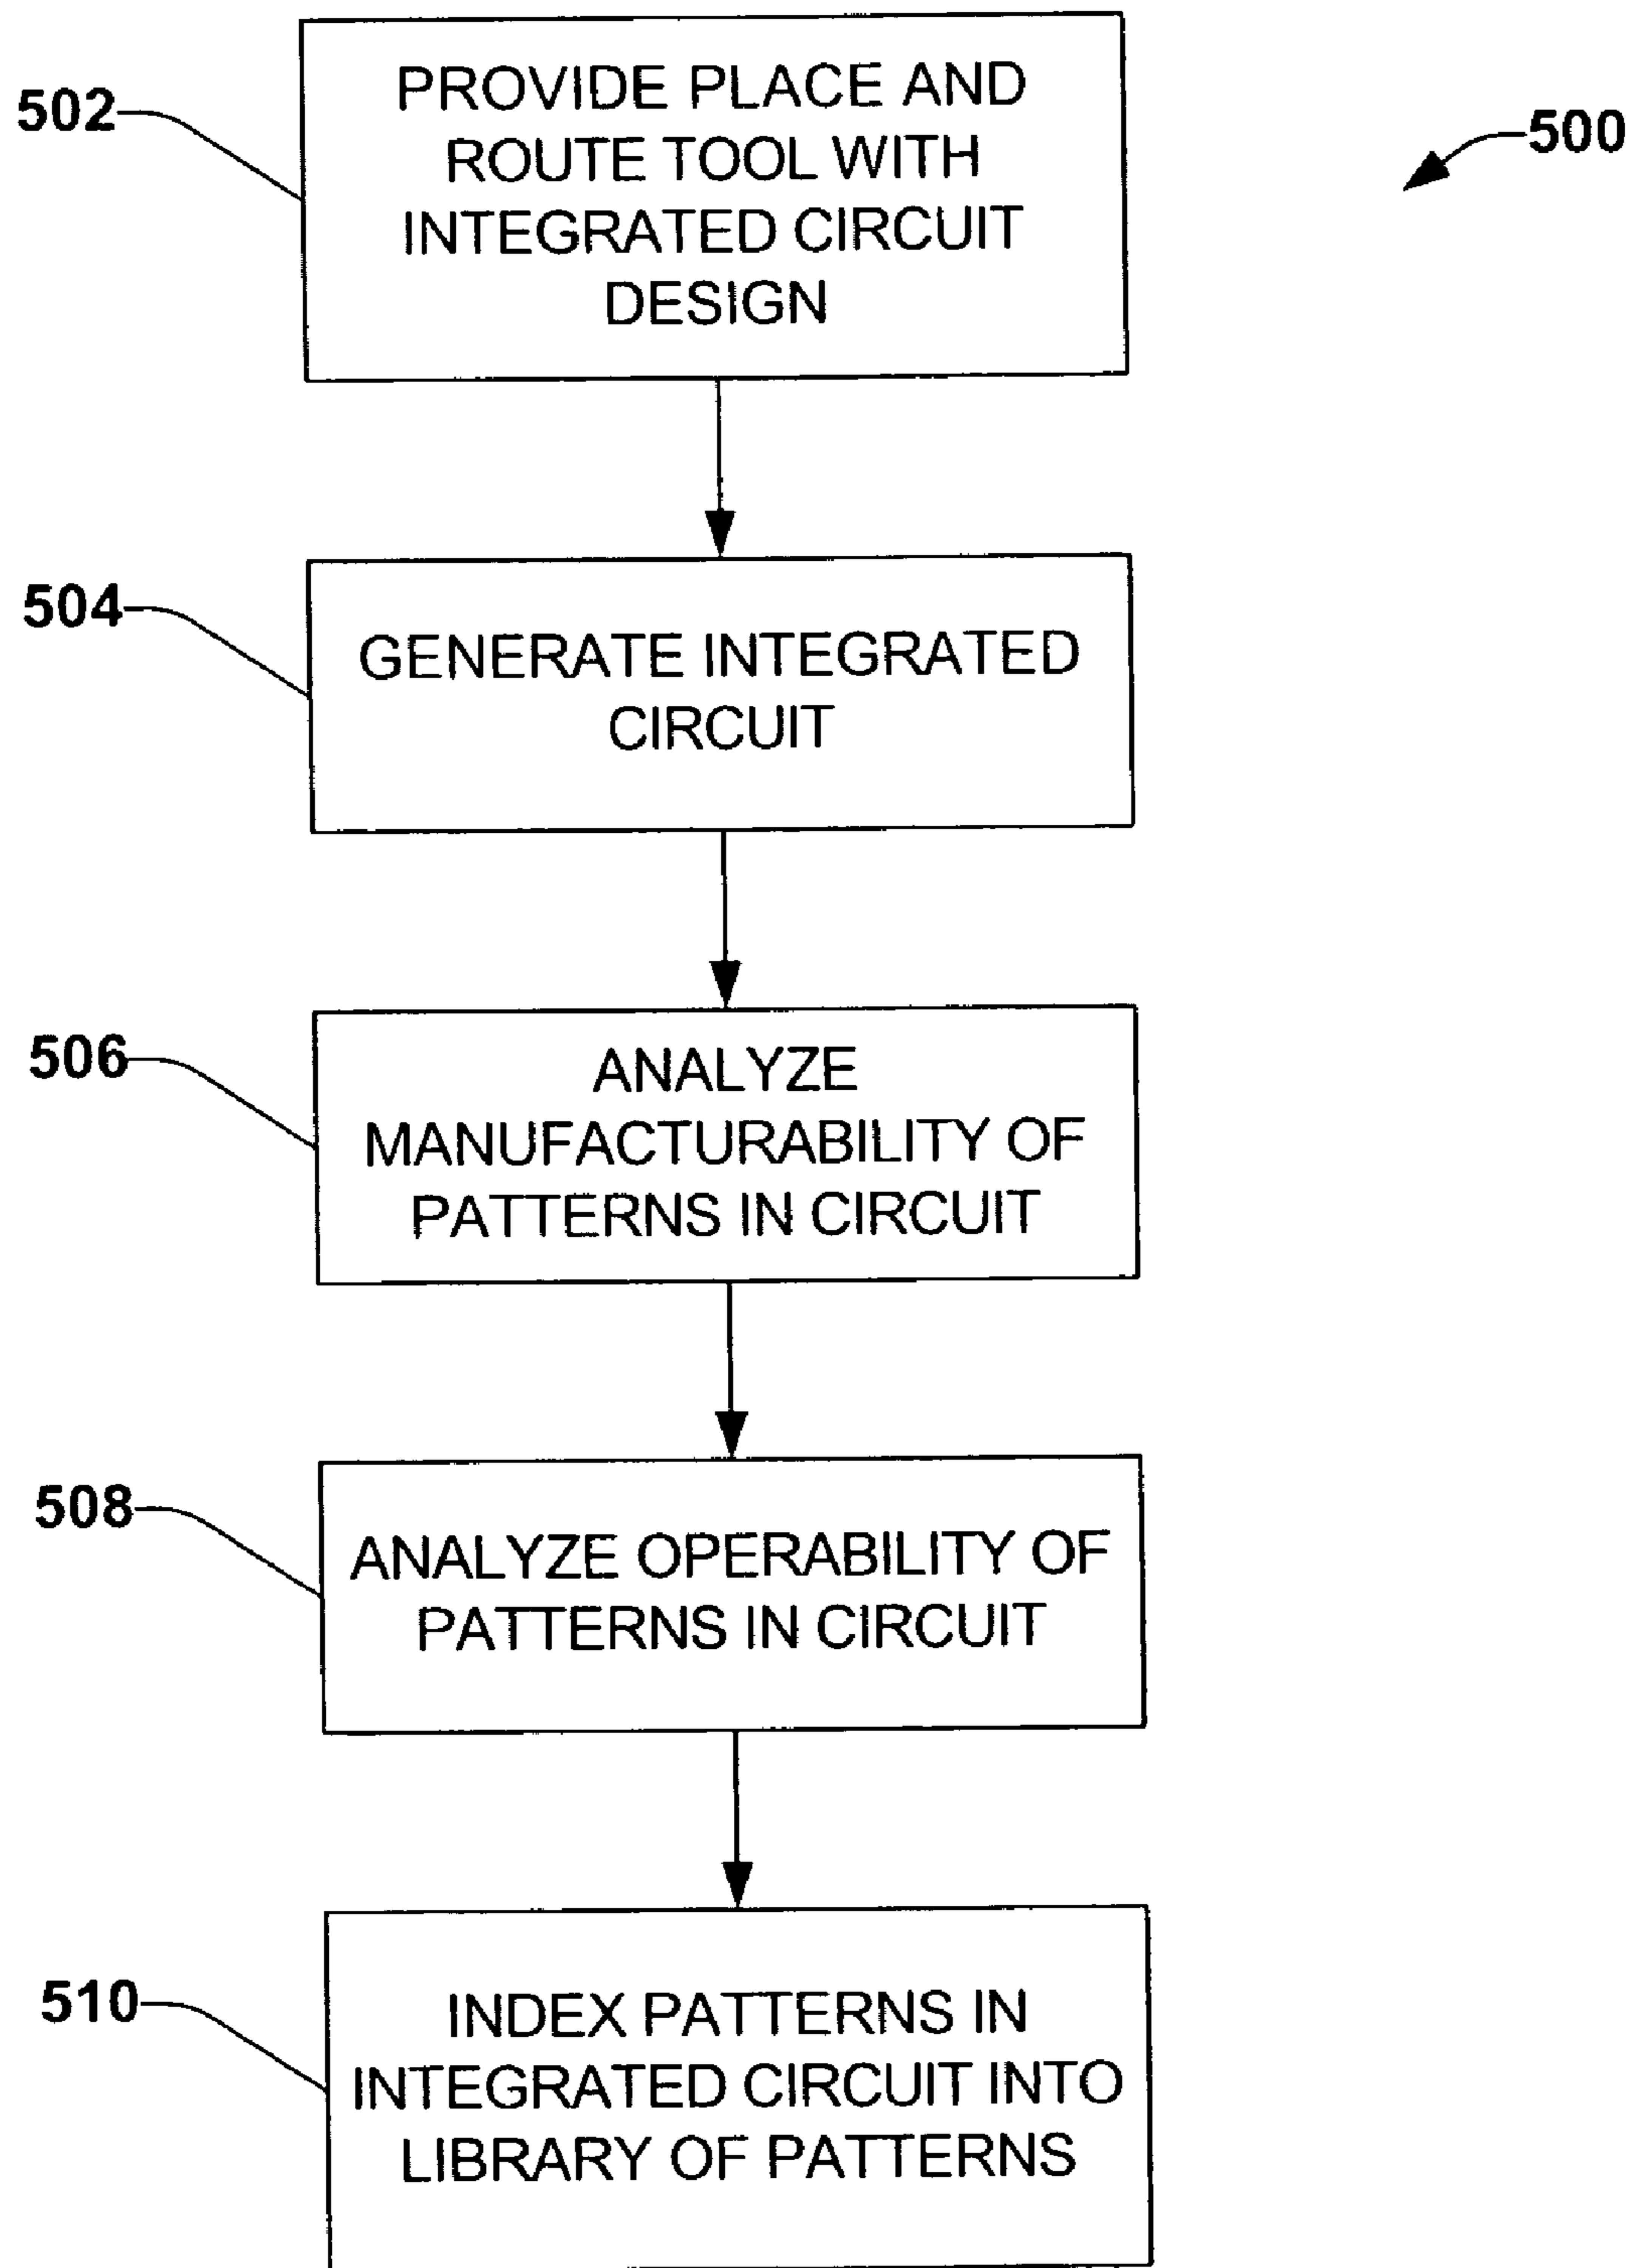 502
PROVIDE PLACE AND
ROUTE TOOL WITH
INTEGRATED CIRCUIT
DESIGN
500
504
GENERATE INTEGRATED
CIRCUIT
506
ANALYZE
MANUFACTURABILITY OF
PATTERNS IN CIRCUIT
508
ANALYZE OPERABILITY OF
PATTERNS IN CIRCUIT
510
INDEX PATTERNS IN
INTEGRATED CIRCUIT INTO
LIBRARY OF PATTERNS